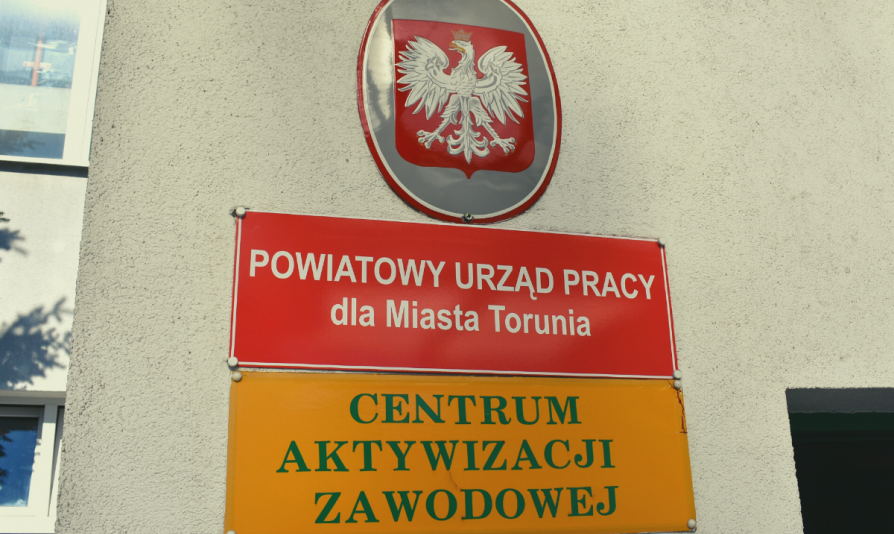 POWIATOWY URZĄD PRACY
dla Miasta Torunia
CENTRUM
AKTYWIZACJI
ZAWODOWEJ